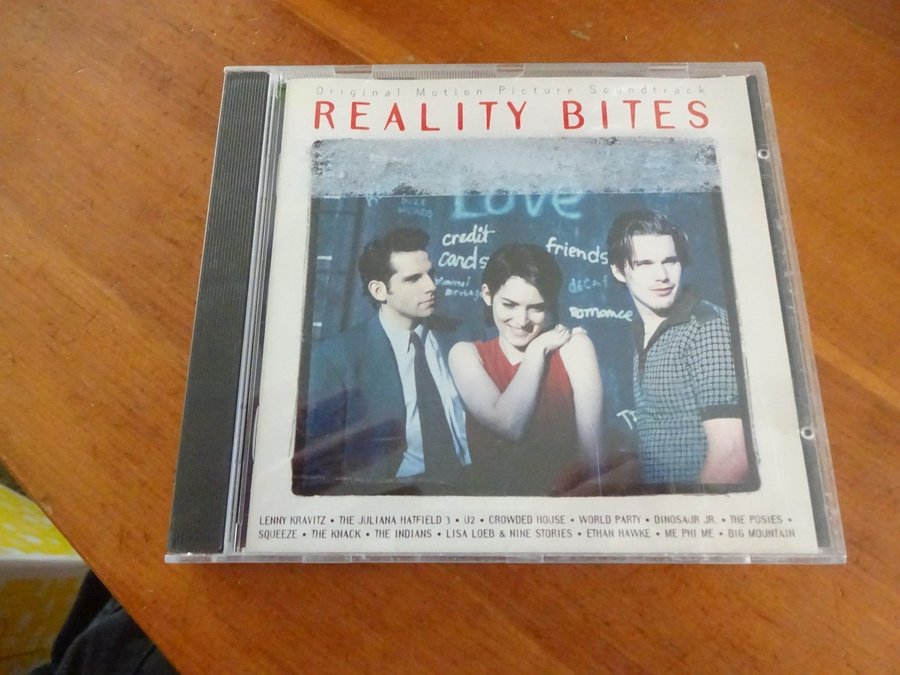 Original Motion Picture Soundtrack
REALITY BITES
Love
credit
cards
friends
decaf
romance
LENNY KRAVITZ • THE JULIANA HATFIELD 3 • U2 • CROWDED HOUSE • WORLD PARTY • DINOSAUR JR. • THE POSIES •
SQUEEZE • THE KNACK • THE INDIANS • LISA LOEB & NINE STORIES • ETHAN HAWKE • ME PHI ME • BIG MOUNTAIN